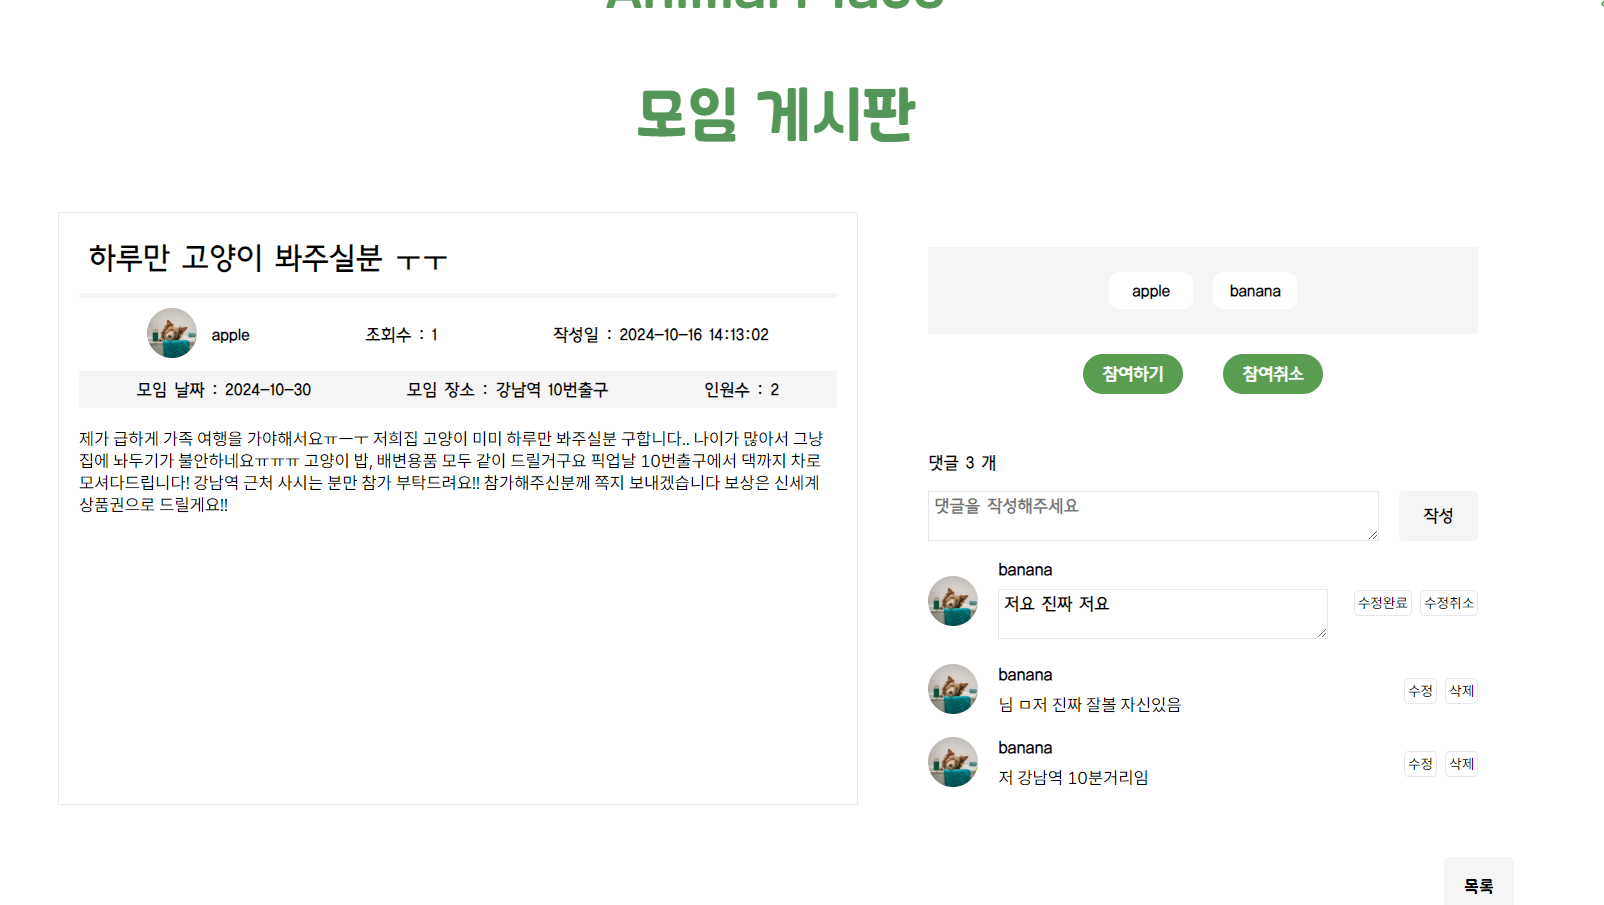 모임 게시판
하루만 고양이 봐주실분 ㅜㅜ
apple 조회수 : 1 작성일 : 2024-10-16 14:13:02
모임 날짜 : 2024-10-30 모임 장소 : 강남역 10번출구 인원수 : 2
제가 급하게 가족 여행을 가야해서요ㅠㅡㅜ 저희집 고양이 미미 하루만 봐주실분 구합니다.. 나이가 많아서 그냥
집에 놔두기가 불안하네요ㅠㅠㅠ 고양이 밥, 배변용품 모두 같이 드릴거구요 픽업날 10번출구에서 댁까지 차로
모셔다드립니다! 강남역 근처 사시는 분만 참가 부탁드려요!! 참가해주신분께 쪽지 보내겠습니다 보상은 신세계
상품권으로 드릴게요!!
apple banana
참여하기 참여취소
댓글 3 개
댓글을 작성해주세요 작성
banana
저요 진짜 저요 수정완료 수정취소
banana
님 ㅁ저 진짜 잘볼 자신있음 수정 삭제
banana
저 강남역 10분거리임 수정 삭제
목록